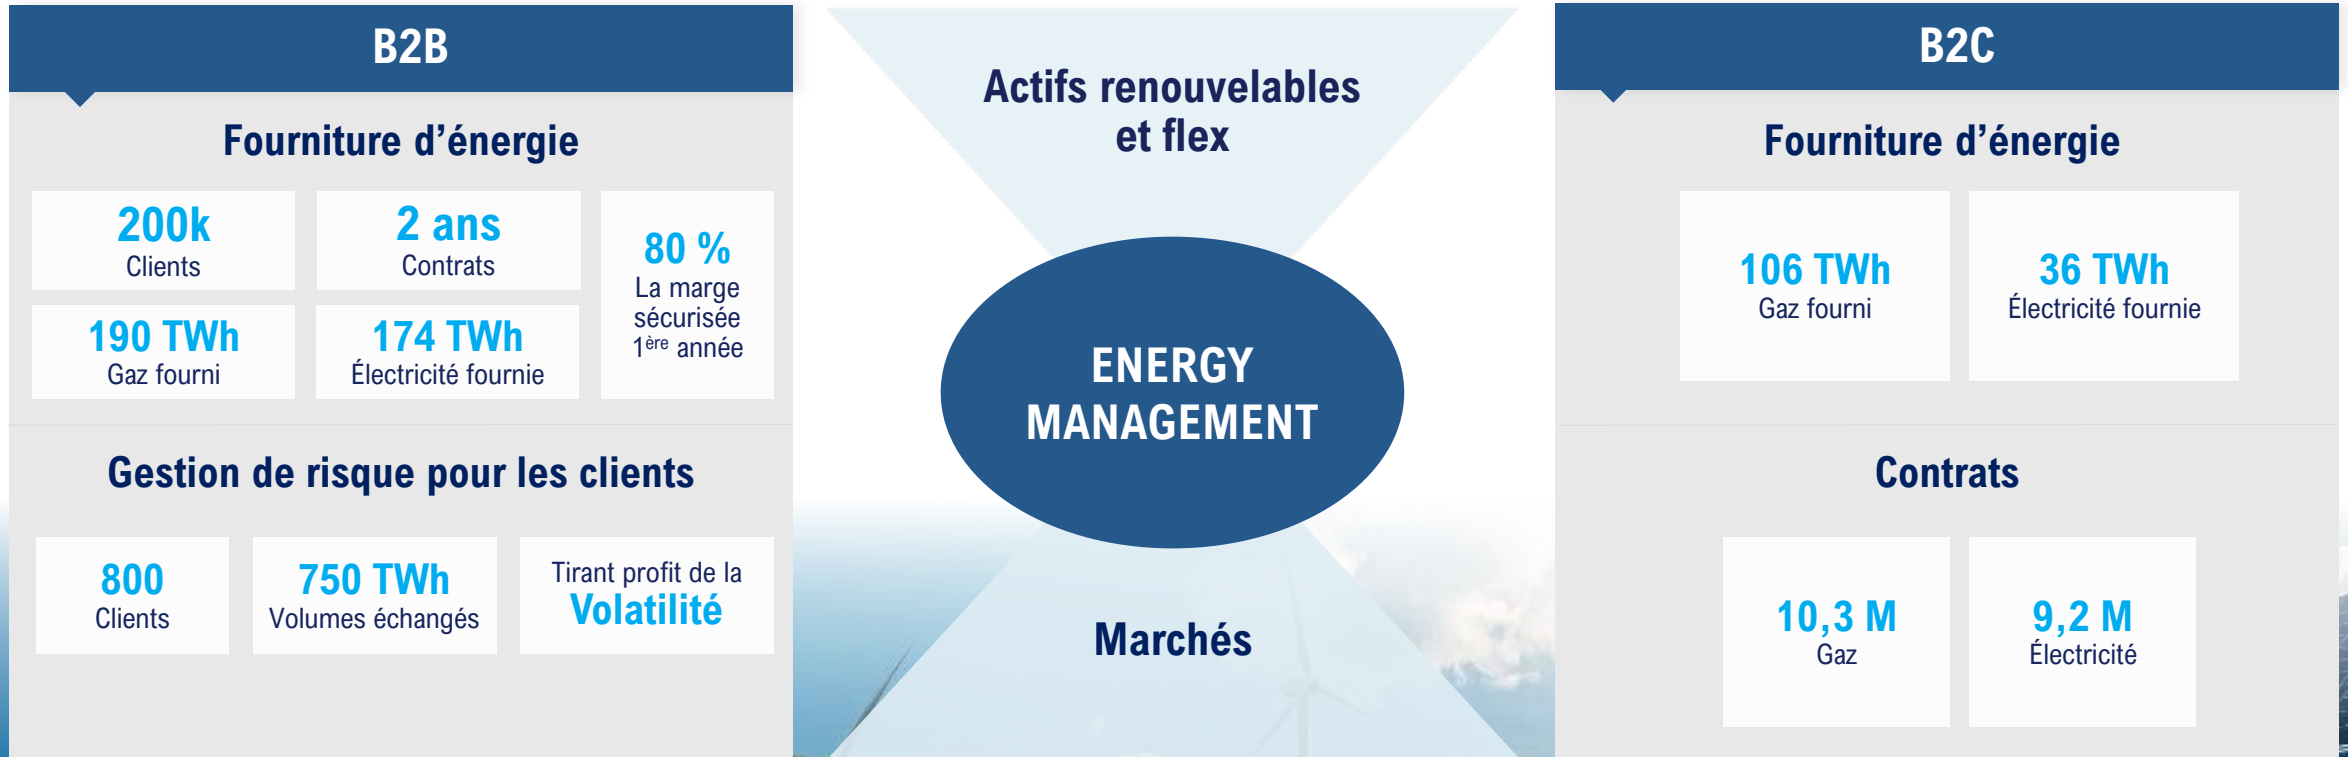 B2B
Fourniture d’énergie
200k
Clients
2 ans
Contrats
80 %
La marge
sécurisée
1ère année
190 TWh
Gaz fourni
174 TWh
Électricité fournie
Gestion de risque pour les clients
800
Clients
750 TWh
Volumes échangés
Tirant profit de la
Volatilité
Actifs renouvelables
et flex
ENERGY
MANAGEMENT
Marchés
B2C
Fourniture d’énergie
106 TWh
Gaz fourni
36 TWh
Électricité fournie
Contrats
10,3 M
Gaz
9,2 M
Électricité